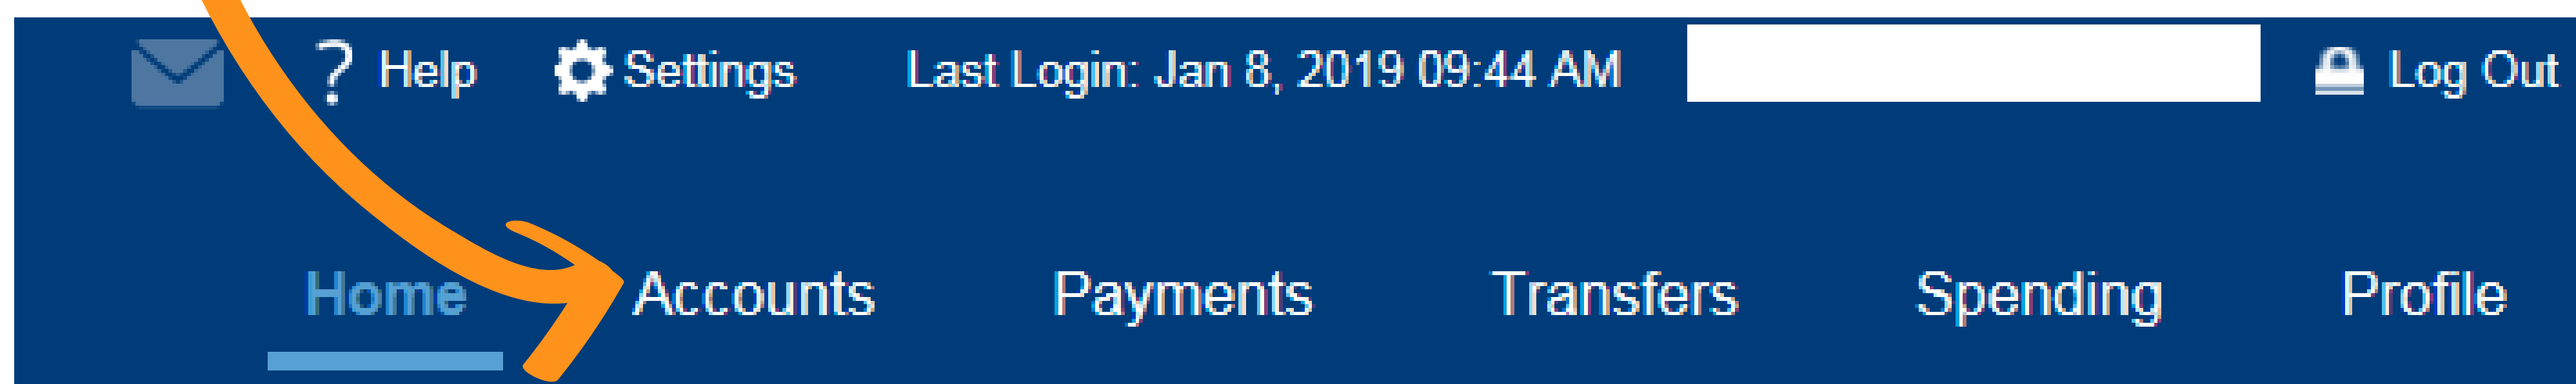 ? Help Settings Last Login: Jan 8, 2019 09:44 AM Log Out
Home Accounts Payments Transfers Spending Profile